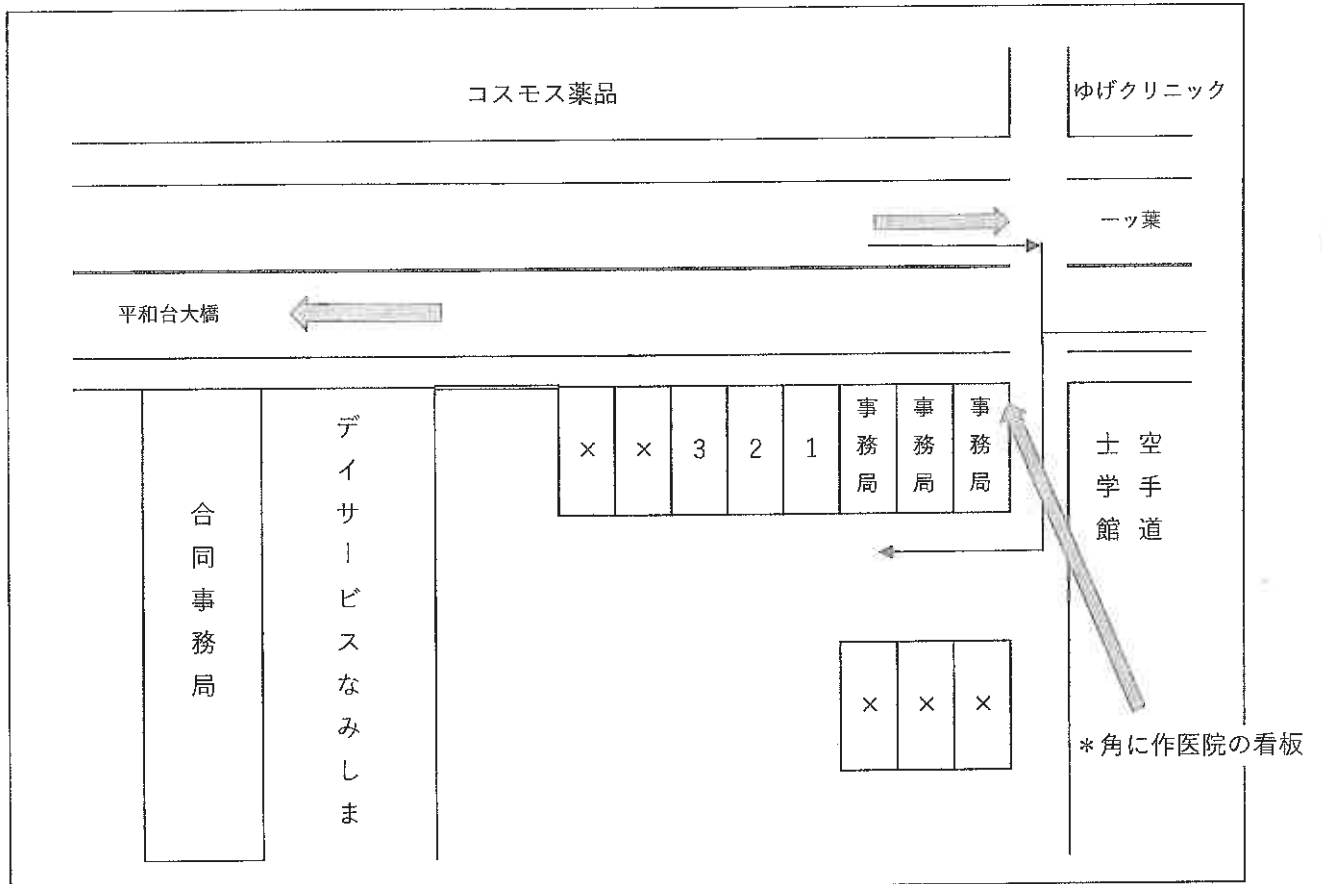 コスモス薬品
ゆげクリニック
一ッ葉
平和台大橋
合同事務局
デイサービスなみしま
×
×
3
2
1
事務局
事務局
事務局
空手道
士学館
×
×
×
＊角に作医院の看板